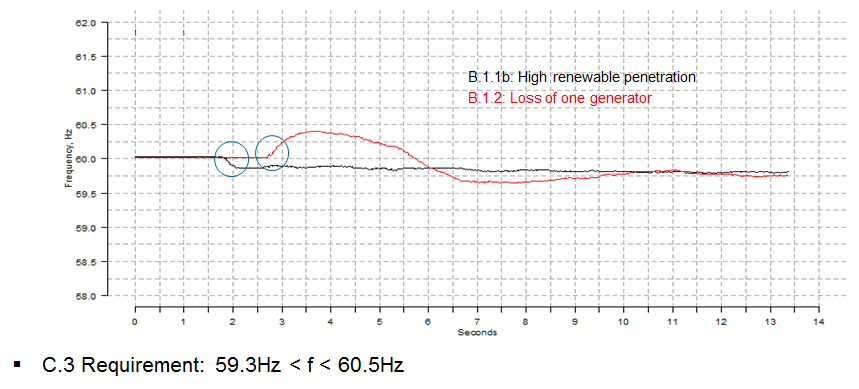 62.0
61.5
61.0
60.5
60.0
59.5
59.0
58.5
58.0
Frequency, Hz
B.1.1b: High renewable penetration
B.1.2: Loss of one generator
0 1 2 3 4 5 6 7 8 9 10 11 12 13 14
Seconds
▪ C.3 Requirement: 59.3Hz < f < 60.5Hz